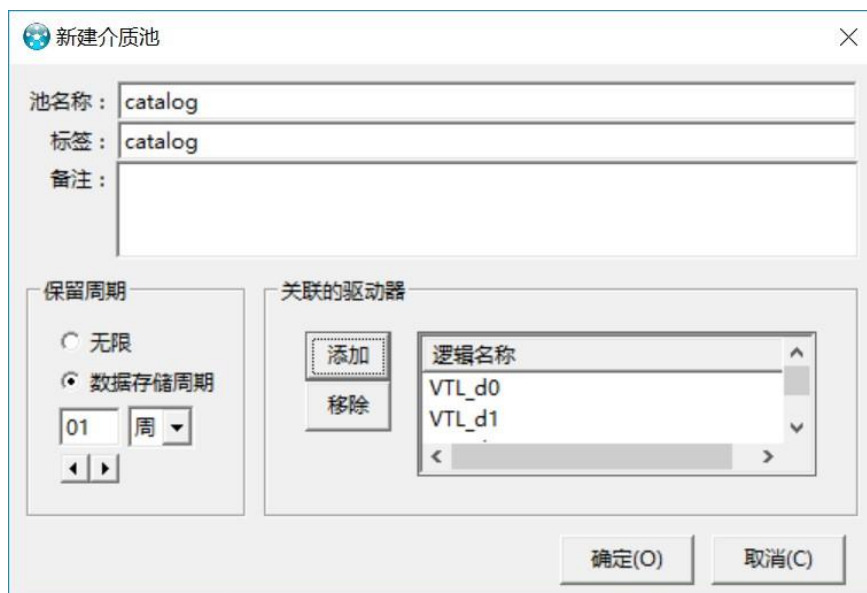 新建介质池
池名称：catalog
标签：catalog
备注：
保留周期
无限
数据存储周期
01 周
关联的驱动器
添加
移除
逻辑名称
VTL_d0
VTL_d1
确定(O)
取消(C)